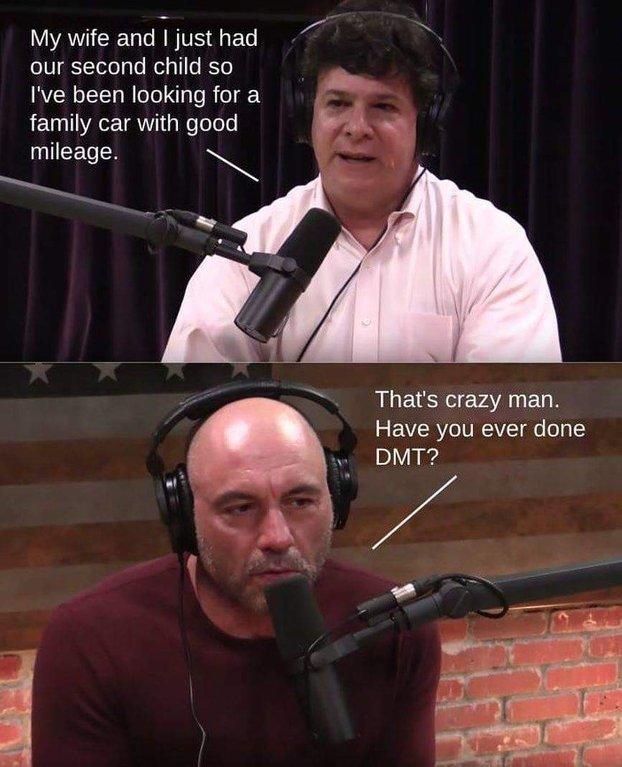 My wife and I just had
our second child so
I've been looking for a
family car with good
mileage.
That's crazy man.
Have you ever done
DMT?